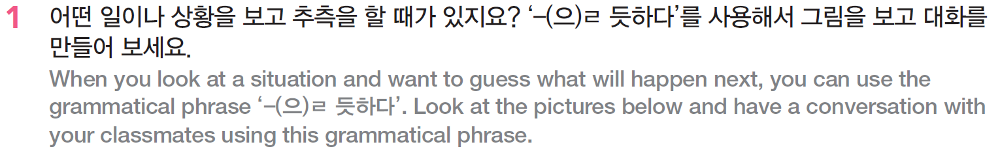 1 어떤 일이나 상황을 보고 추측을 할 때가 있지요? ‘–(으)ㄹ 듯하다’를 사용해서 그림을 보고 대화를
만들어 보세요.
When you look at a situation and want to guess what will happen next, you can use the
grammatical phrase ‘–(으)ㄹ 듯하다’. Look at the pictures below and have a conversation with
your classmates using this grammatical phrase.